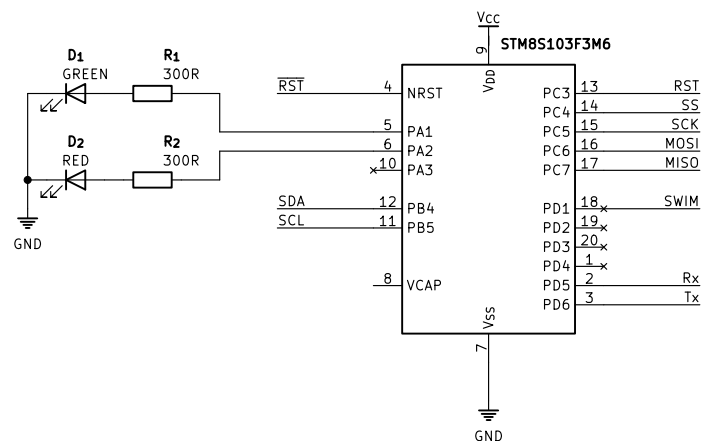 VCC
STM8S103F3M6
9
VDD
D1
GREEN
R1
300R
D2
RED
R2
300R
GND
RST
4
NRST
5
PA1
6
PA2
10
PA3
SDA
12
PB4
SCL
11
PB5
8
VCAP
PC3
13
RST
PC4
14
SS
PC5
15
SCK
PC6
16
MOSI
PC7
17
MISO
PD1
18
SWIM
PD2
19
PD3
20
PD4
1
PD5
2
Rx
PD6
3
Tx
VSS
7
GND